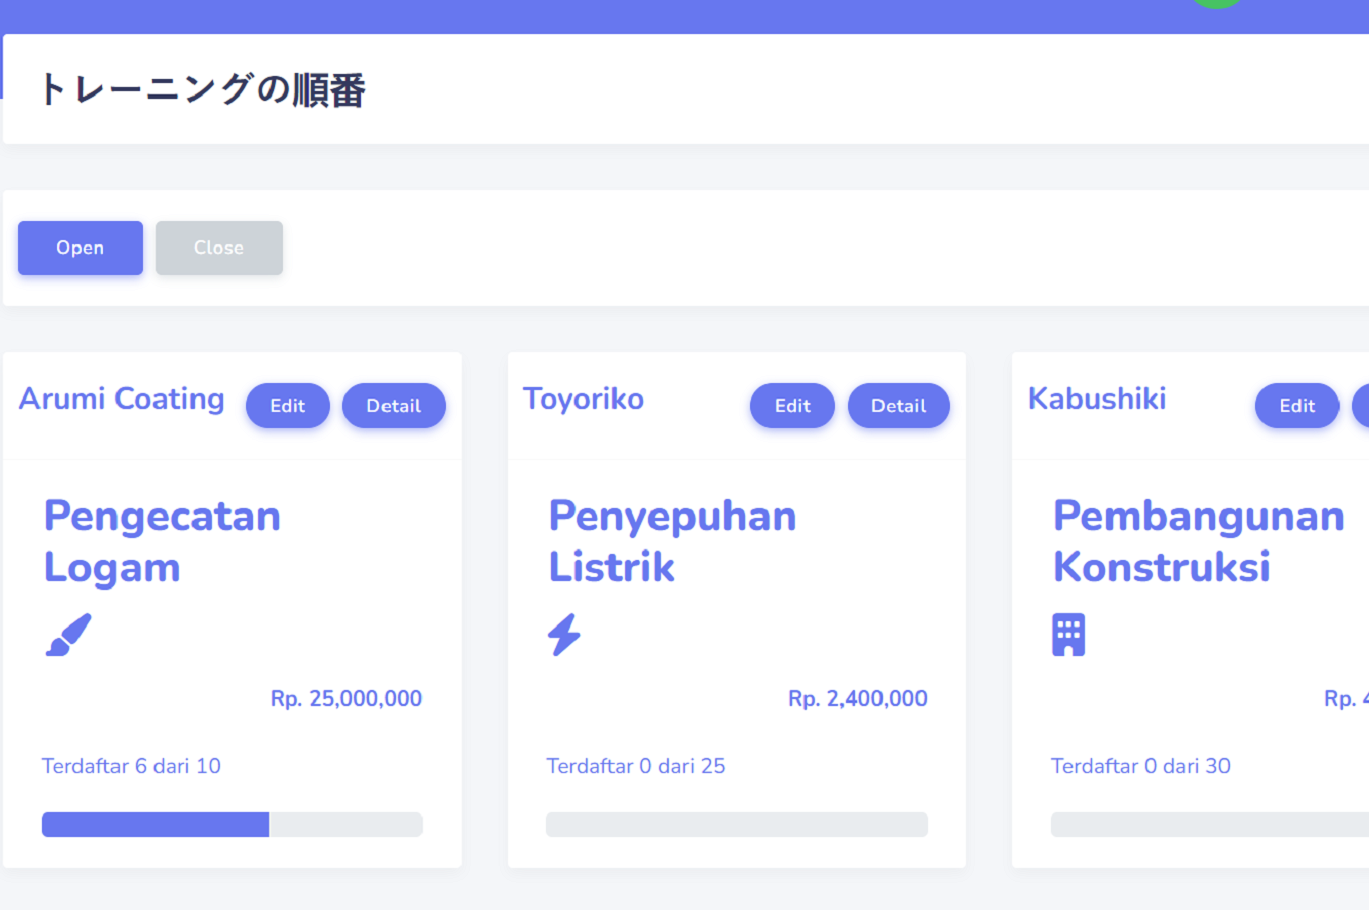 トレーニングの順番
Open
Close
Arumi Coating
Edit
Detail
Pengecatan
Logam
Rp. 25,000,000
Terdaftar 6 dari 10
Toyoriko
Edit
Detail
Penyepuhan
Listrik
Rp. 2,400,000
Terdaftar 0 dari 25
Kabushiki
Edit
Pembangunan
Konstruksi
Rp. 4
Terdaftar 0 dari 30